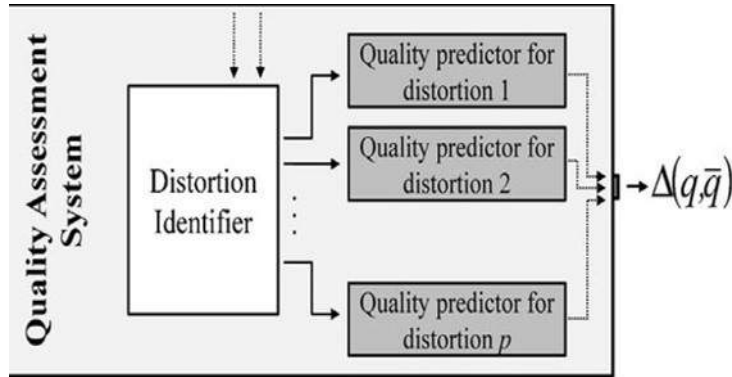 Quality Assessment
System
Distortion
Identifier
Quality predictor for
distortion 1
Quality predictor for
distortion 2
Quality predictor for
distortion p
Δ(q,q̄)